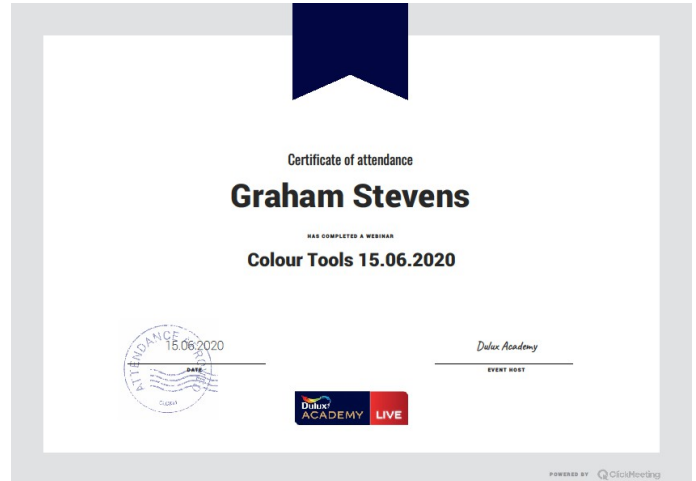 Certificate of attendance
Graham Stevens
HAS COMPLETED A WEBINAR
Colour Tools 15.06.2020
ATTENDANCE
15.06.2020
DATE
Dulux Academy
EVENT HOST
Dulux
ACADEMY LIVE
POWERED BY ClickMeeting